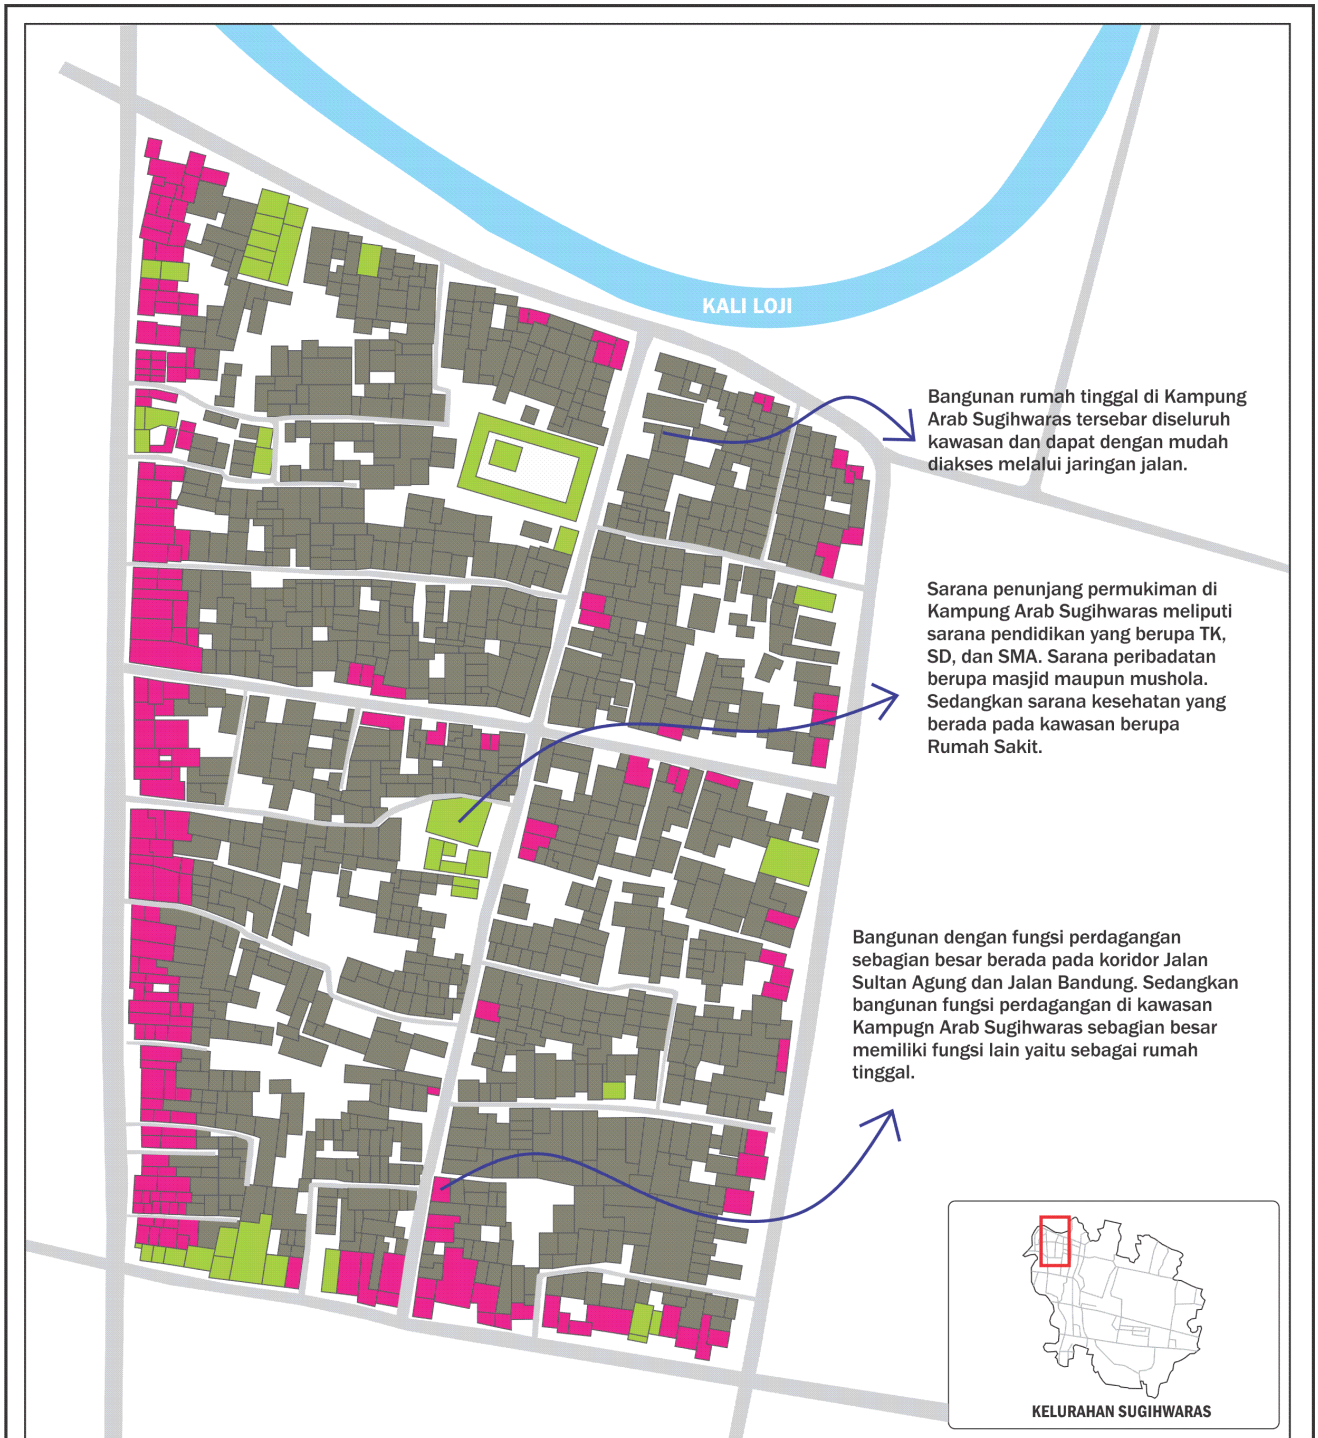 KALI LOJI
Bangunan rumah tinggal di Kampung
Arab Sugihwaras tersebar diseluruh
kawasan dan dapat dengan mudah
diakses melalui jaringan jalan.
Sarana penunjang permukiman di
Kampung Arab Sugihwaras meliputi
sarana pendidikan yang berupa TK,
SD, dan SMA. Sarana peribadatan
berupa masjid maupun mushola.
Sedangkan sarana kesehatan yang
berada pada kawasan berupa
Rumah Sakit.
Bangunan dengan fungsi perdagangan
sebagian besar berada pada koridor Jalan
Sultan Agung dan Jalan Bandung. Sedangkan
bangunan fungsi perdagangan di kawasan
Kampugn Arab Sugihwaras sebagian besar
memiliki fungsi lain yaitu sebagai rumah
tinggal.
KELURAHAN SUGIHWARAS